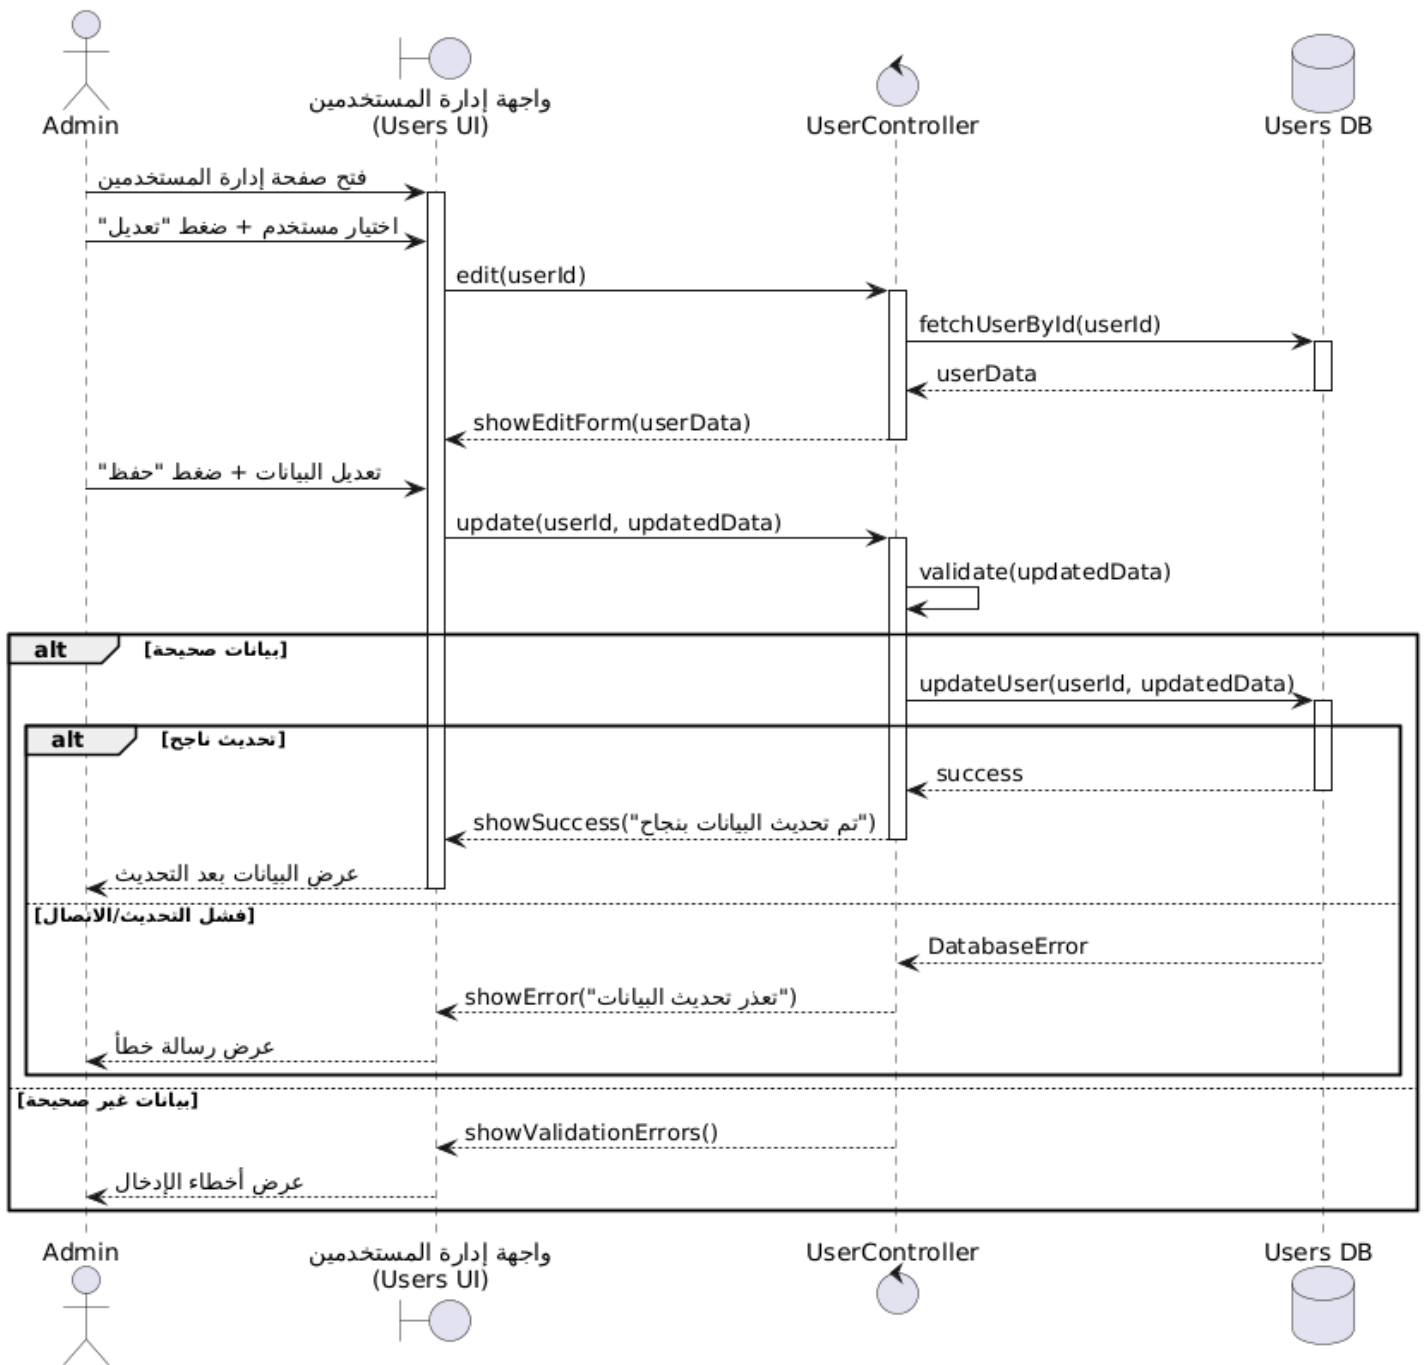 Admin
واجهة إدارة المستخدمين
(Users UI)
UserController
Users DB
فتح صفحة إدارة المستخدمين
اختيار مستخدم + ضغط "تعديل"
edit(userId)
fetchUserById(userId)
userData
showEditForm(userData)
تعديل البيانات + ضغط "حفظ"
update(userId, updatedData)
validate(updatedData)
alt [بيانات صحيحة]
updateUser(userId, updatedData)
alt [تحديث ناجح]
success
showSuccess("تم تحديث البيانات بنجاح")
عرض البيانات بعد التحديث
[فشل التحديث/الاتصال]
DatabaseError
showError("تعذر تحديث البيانات")
عرض رسالة خطأ
[بيانات غير صحيحة]
showValidationErrors()
عرض أخطاء الإدخال
Admin
واجهة إدارة المستخدمين
(Users UI)
UserController
Users DB